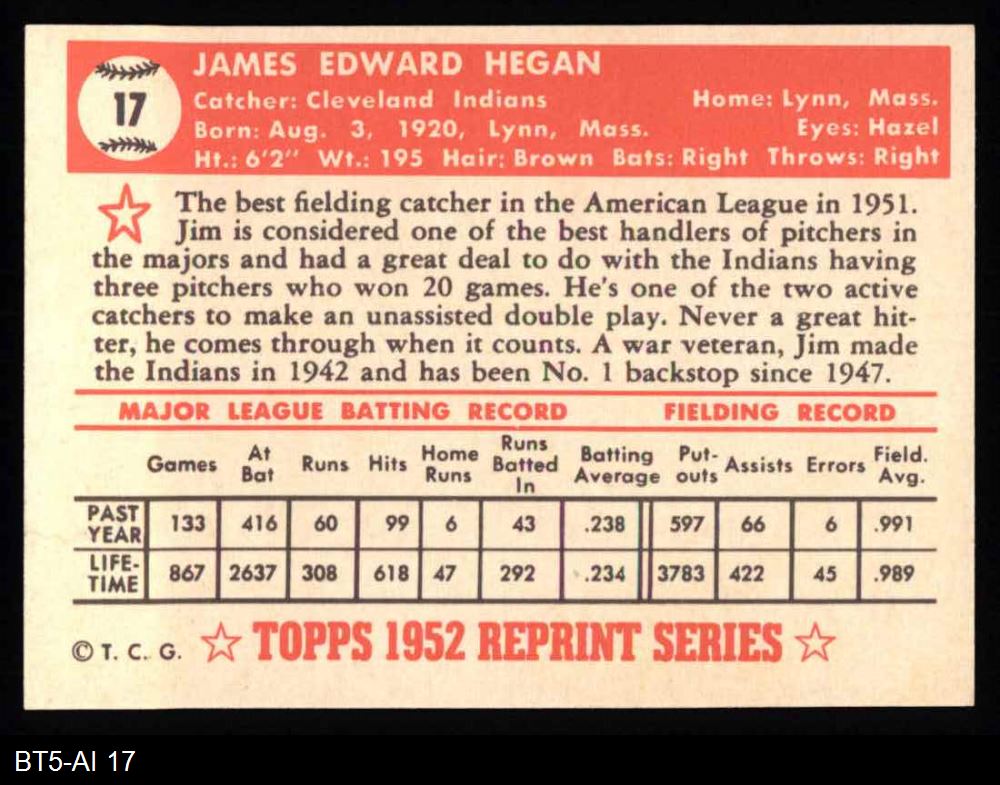 17
JAMES EDWARD HEGAN
Catcher: Cleveland Indians Home: Lynn, Mass.
Born: Aug. 3, 1920, Lynn, Mass. Eyes: Hazel
Ht.: 6'2" Wt.: 195 Hair: Brown Bats: Right Throws: Right
The best fielding catcher in the American League in 1951.
Jim is considered one of the best handlers of pitchers in
the majors and had a great deal to do with the Indians having
three pitchers who won 20 games. He's one of the two active
catchers to make an unassisted double play. Never a great hit-
ter, he comes through when it counts. A war veteran, Jim made
the Indians in 1942 and has been No. 1 backstop since 1947.
MAJOR LEAGUE BATTING RECORD FIELDING RECORD
Games At Bat Runs Hits Home Runs Runs Batted In Batting Average Put-outs Assists Errors Field. Avg.
PAST YEAR 133 416 60 99 6 43 .238 597 66 6 .991
LIFE-TIME 867 2637 308 618 47 292 .234 3783 422 45 .989
© T. C. G. TOPPS 1952 REPRINT SERIES
BT5-AI 17